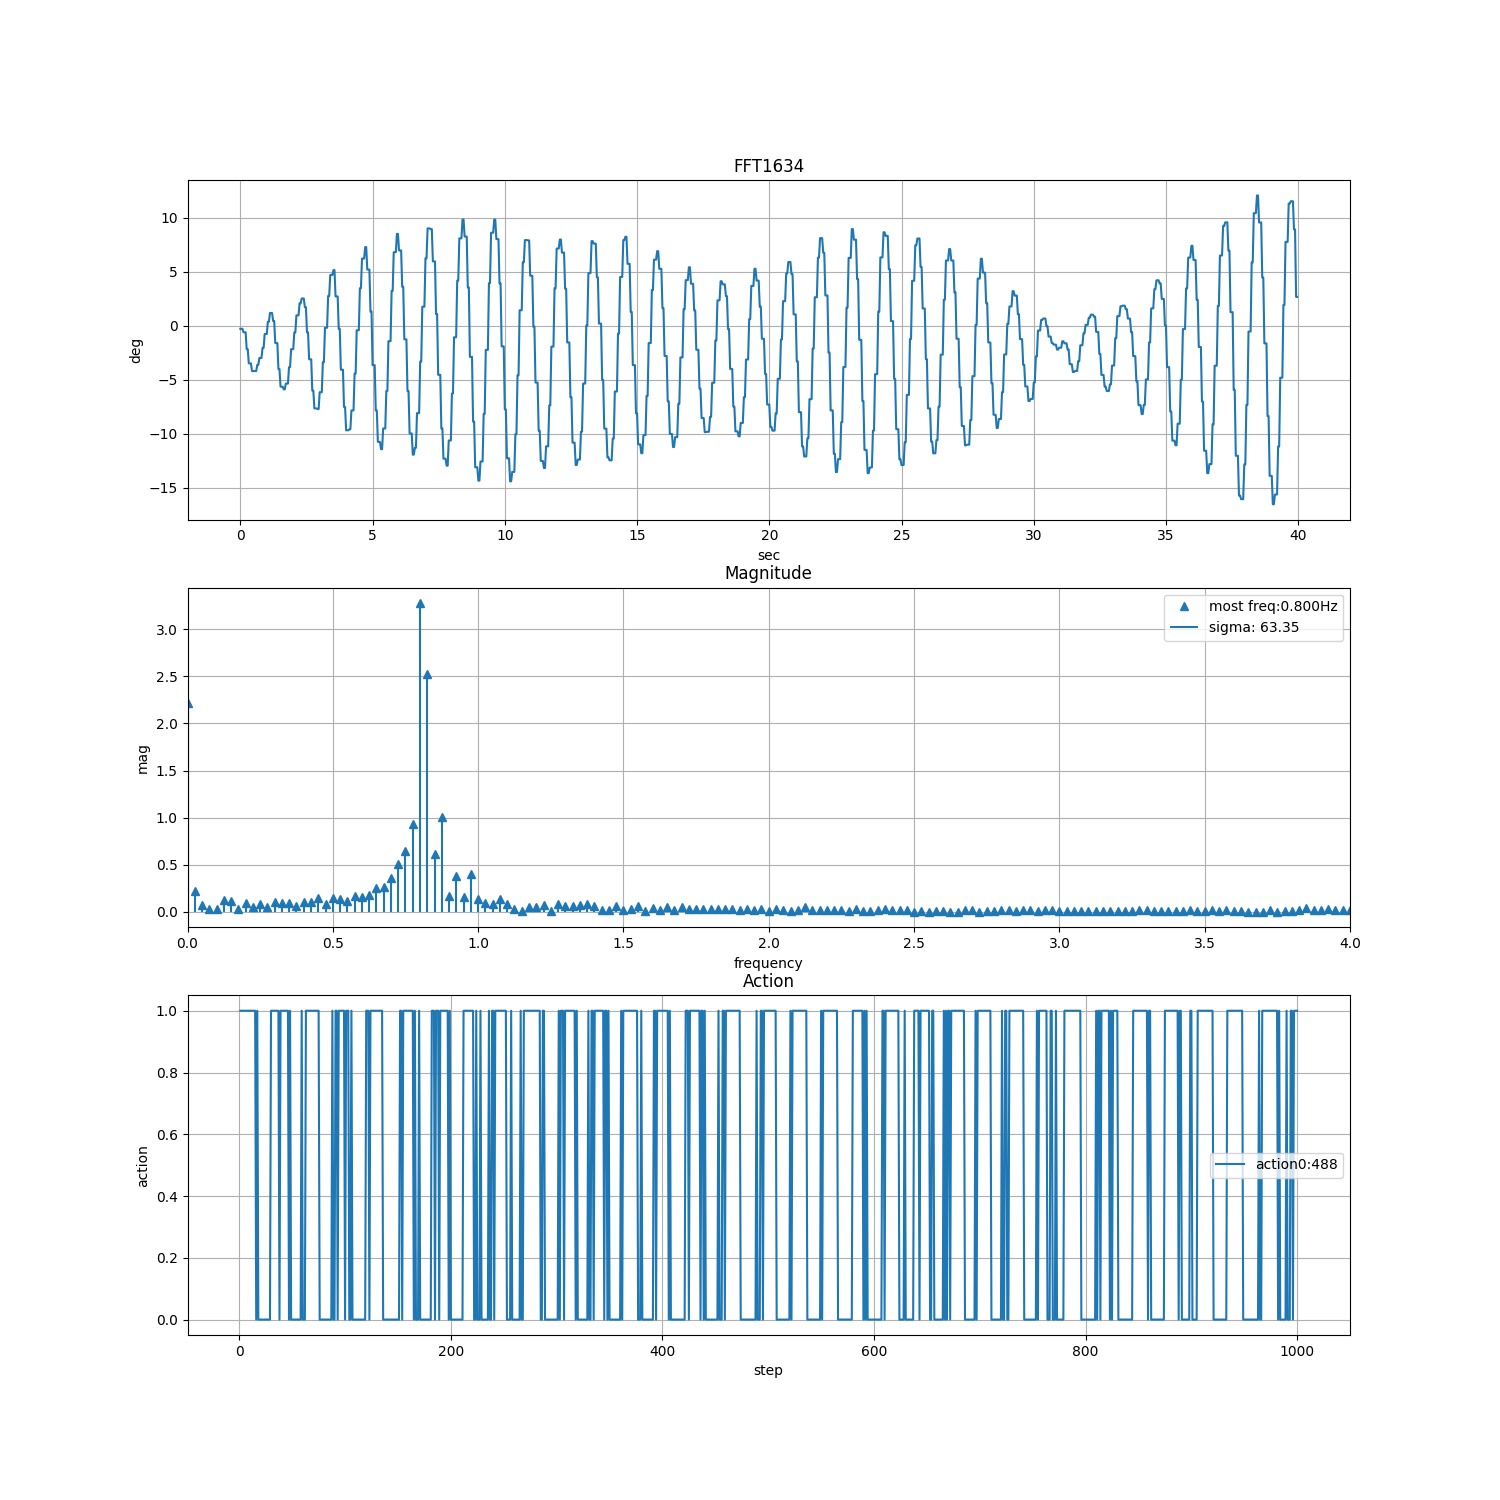 FFT1634
10
5
0
−5
−10
−15
deg
0 5 10 15 20 25 30 35 40
sec
Magnitude
most freq:0.800Hz
sigma: 63.35
3.0
2.5
2.0
1.5
1.0
0.5
0.0
mag
0.0 0.5 1.0 1.5 2.0 2.5 3.0 3.5 4.0
frequency
Action
1.0
0.8
0.6
0.4
0.2
0.0
action
action0:488
0 200 400 600 800 1000
step